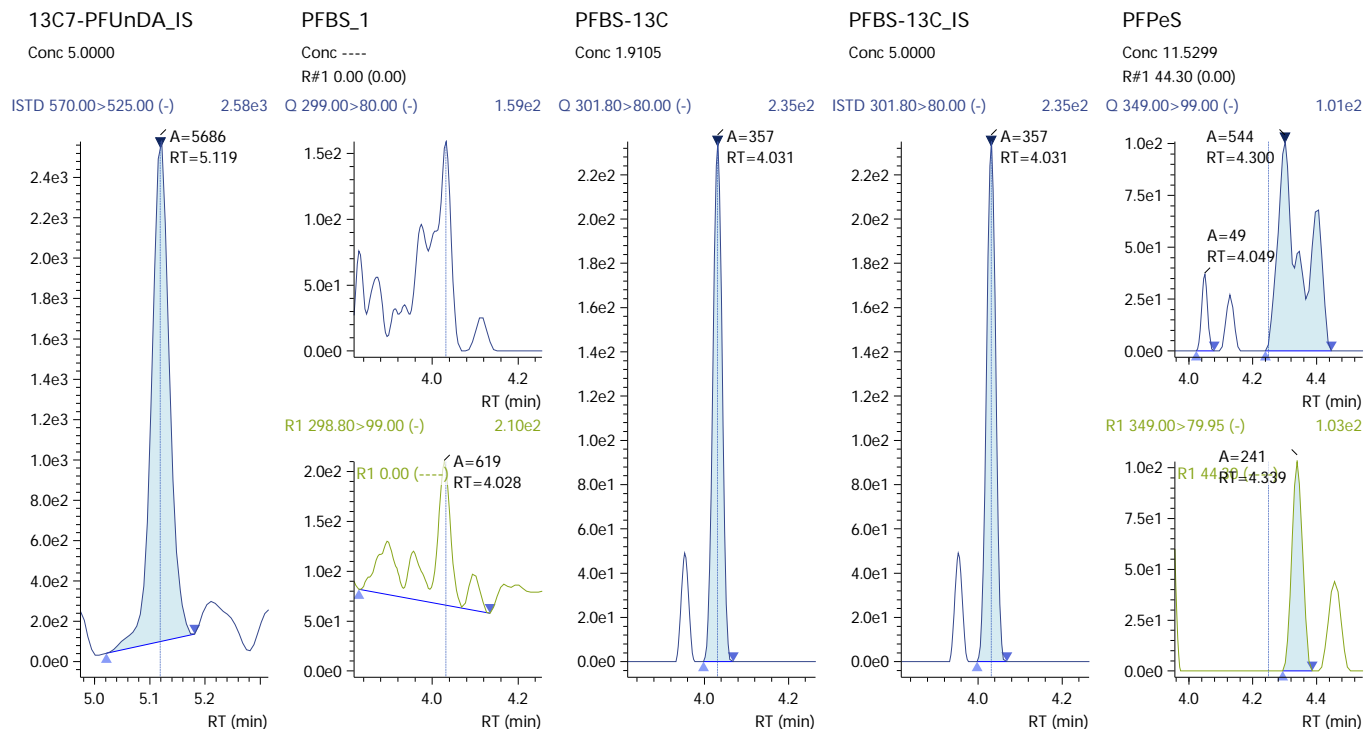 13C7-PFUnDA_IS
Conc 5.0000
ISTD 570.00>525.00 (-) 2.58e3
A=5686
RT=5.119
2.4e3
2.2e3
2.0e3
1.8e3
1.6e3
1.4e3
1.2e3
1.0e3
8.0e2
6.0e2
4.0e2
2.0e2
0.0e0
5.0 5.1 5.2
RT (min)
PFBS_1
Conc ----
R#1 0.00 (0.00)
Q 299.00>80.00 (-) 1.59e2
1.5e2
1.0e2
5.0e1
0.0e0
4.0 4.2
RT (min)
R1 298.80>99.00 (-) 2.10e2
A=619
RT=4.028
R1 0.00 (----)
2.0e2
1.5e2
1.0e2
5.0e1
0.0e0
4.0 4.2
RT (min)
PFBS-13C
Conc 1.9105
Q 301.80>80.00 (-) 2.35e2
A=357
RT=4.031
2.2e2
2.0e2
1.8e2
1.6e2
1.4e2
1.2e2
1.0e2
8.0e1
6.0e1
4.0e1
2.0e1
0.0e0
4.0 4.2
RT (min)
PFBS-13C_IS
Conc 5.0000
ISTD 301.80>80.00 (-) 2.35e2
A=357
RT=4.031
2.2e2
2.0e2
1.8e2
1.6e2
1.4e2
1.2e2
1.0e2
8.0e1
6.0e1
4.0e1
2.0e1
0.0e0
4.0 4.2
RT (min)
PFPeS
Conc 11.5299
R#1 44.30 (0.00)
Q 349.00>99.00 (-) 1.01e2
A=544
RT=4.300
A=49
RT=4.049
1.0e2
7.5e1
5.0e1
2.5e1
0.0e0
4.0 4.2 4.4
RT (min)
R1 349.00>79.95 (-) 1.03e2
A=241
RT=4.339
R1
1.0e2
7.5e1
5.0e1
2.5e1
0.0e0
4.0 4.2 4.4
RT (min)